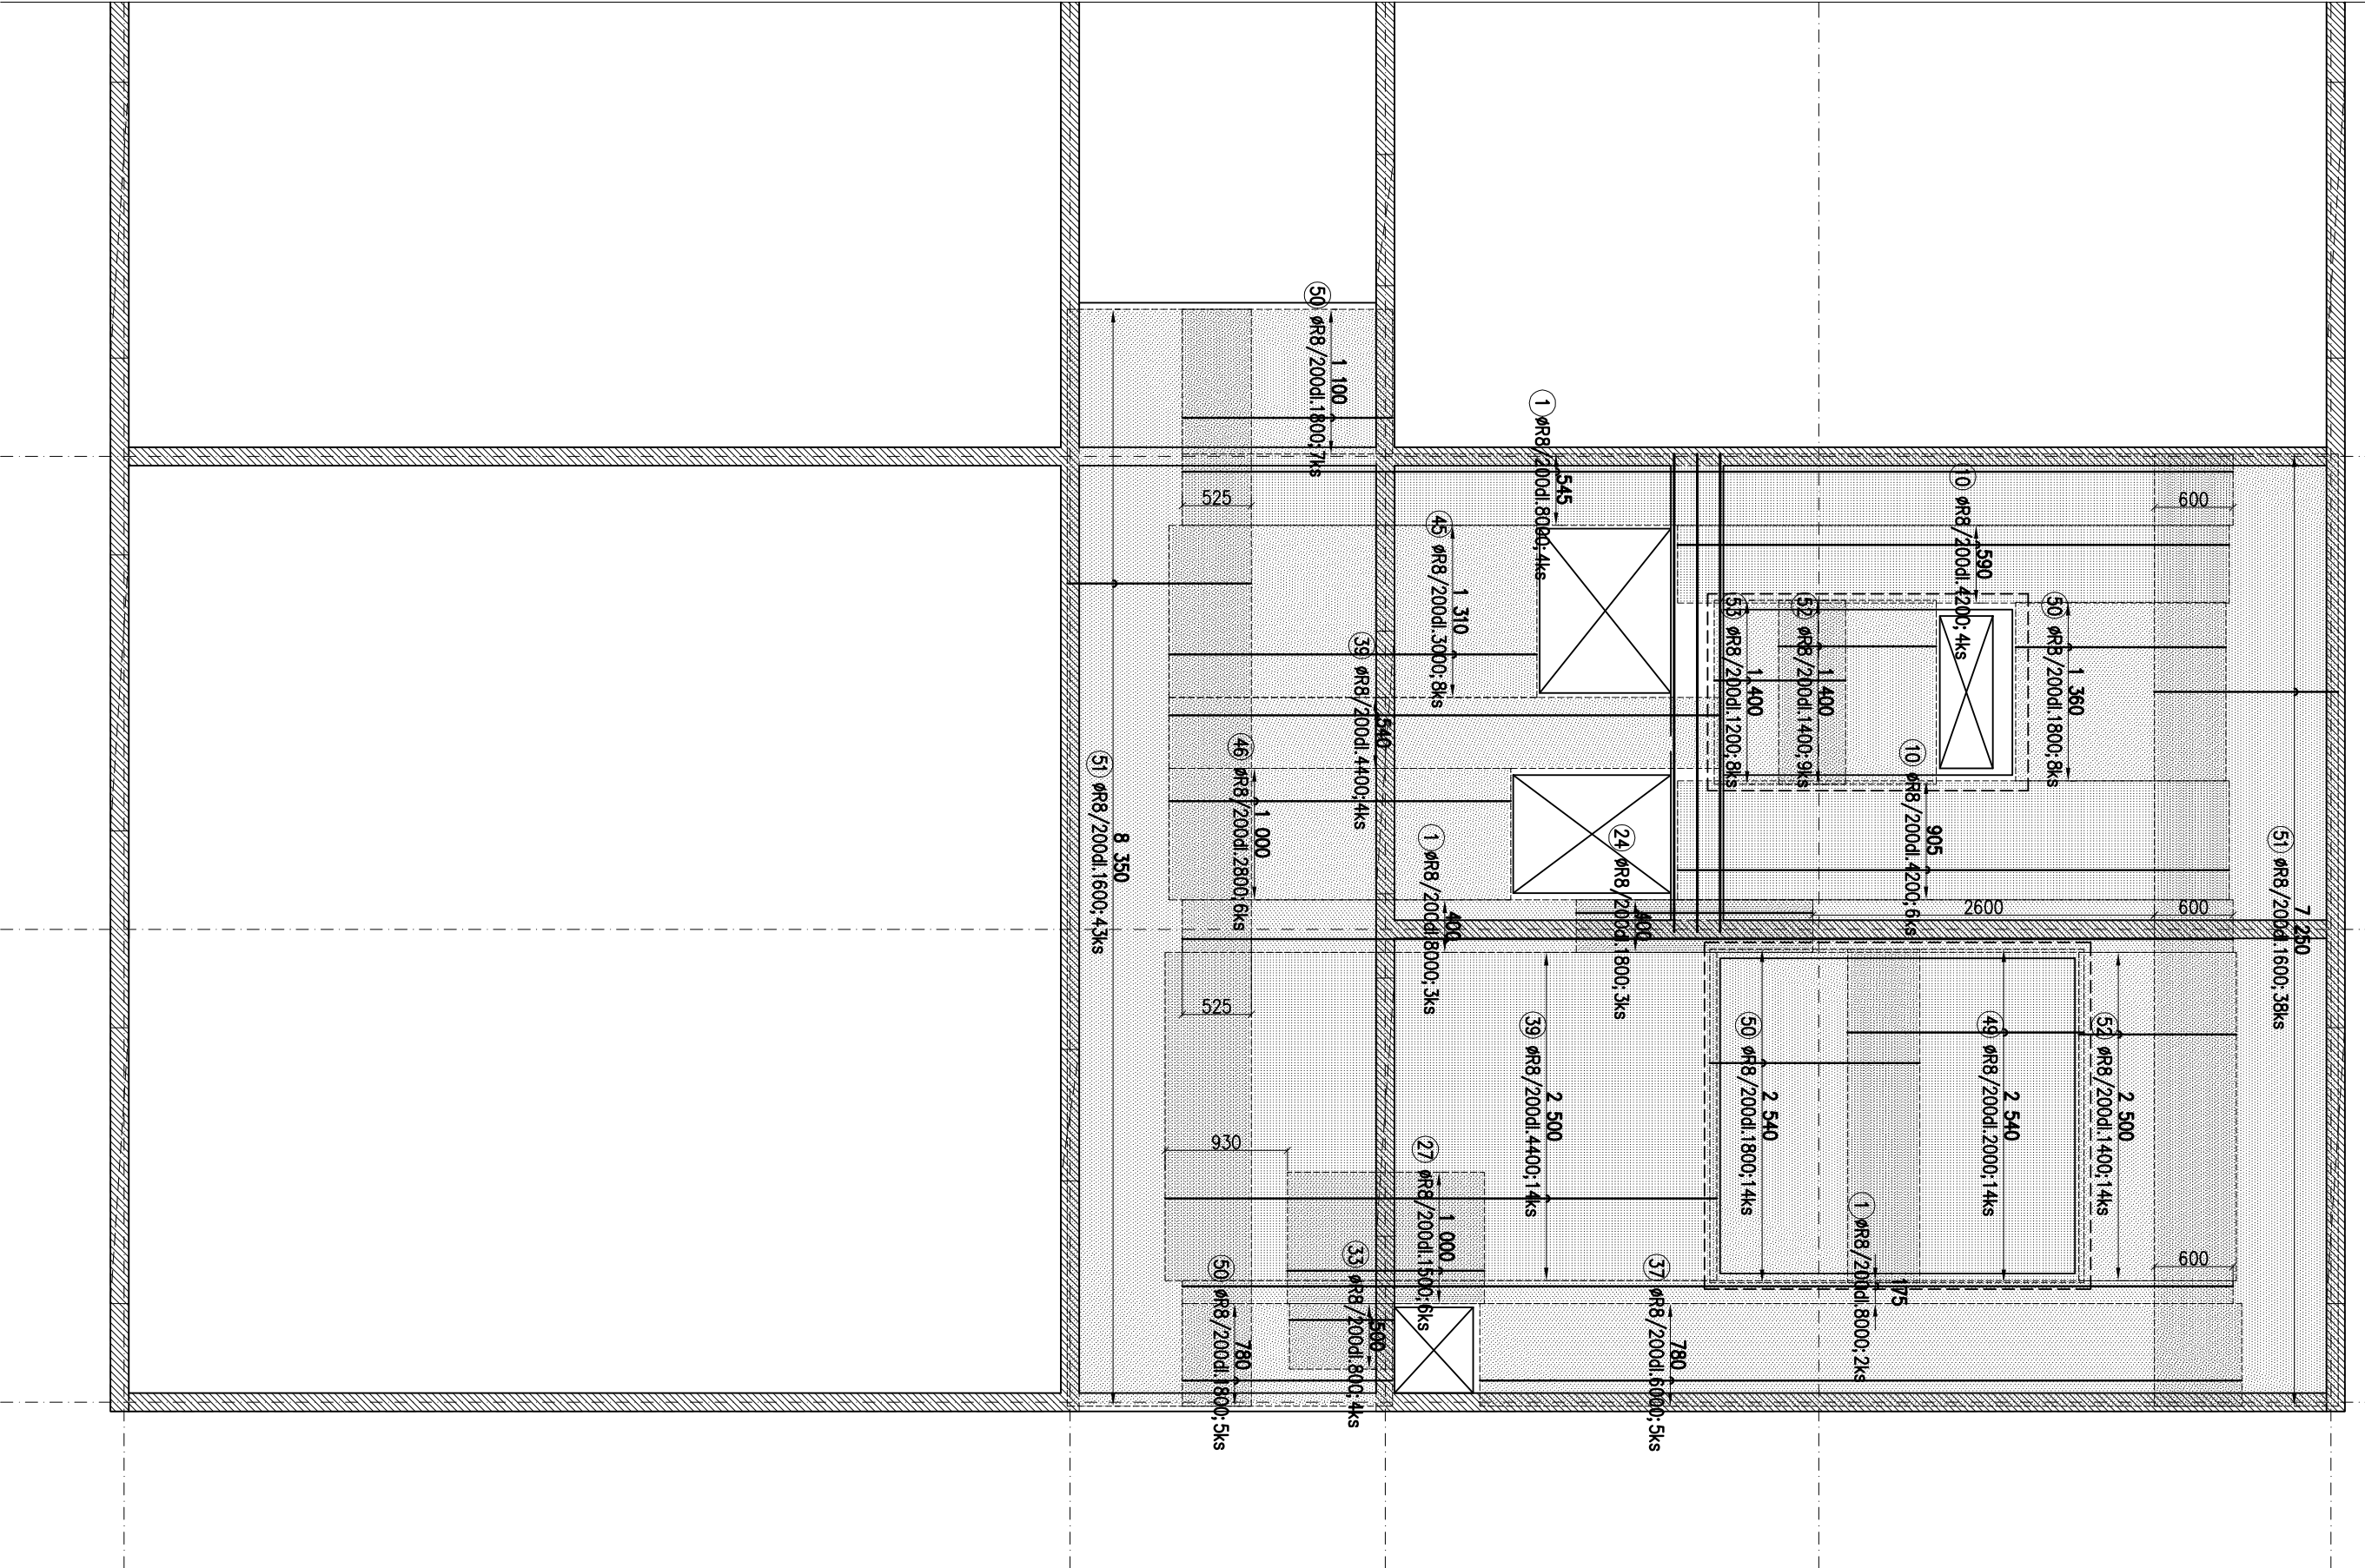 50 øR8/200dl.1800;7ks
1 100
1 øR8/200dl.8000;4ks
545
10 øR8/200dl.4200;4ks
590
525
600
45 øR8/200dl.3000;8ks
1 310
53 øR8/200dl.1200;8ks
1 400
52 øR8/200dl.1400;9ks
1 400
50 øR8/200dl.1800;8ks
1 360
39 øR8/200dl.4400;4ks
540
46 øR8/200dl.2800;6ks
1 000
51 øR8/200dl.1600;43ks
8 350
10 øR8/200dl.4200;6ks
905
1 øR8/200dl.8000;3ks
400
24 øR8/200dl.1800;3ks
400
51 øR8/200dl.1600;38ks
7 250
2600
600
525
39 øR8/200dl.4400;14ks
2 500
50 øR8/200dl.1800;14ks
2 540
49 øR8/200dl.2000;14ks
2 540
52 øR8/200dl.1400;14ks
2 500
930
27 øR8/200dl.1500;6ks
1 000
1 øR8/200dl.8000;2ks
175
600
50 øR8/200dl.1800;5ks
780
33 øR8/200dl.800;4ks
500
37 øR8/200dl.6000;5ks
780